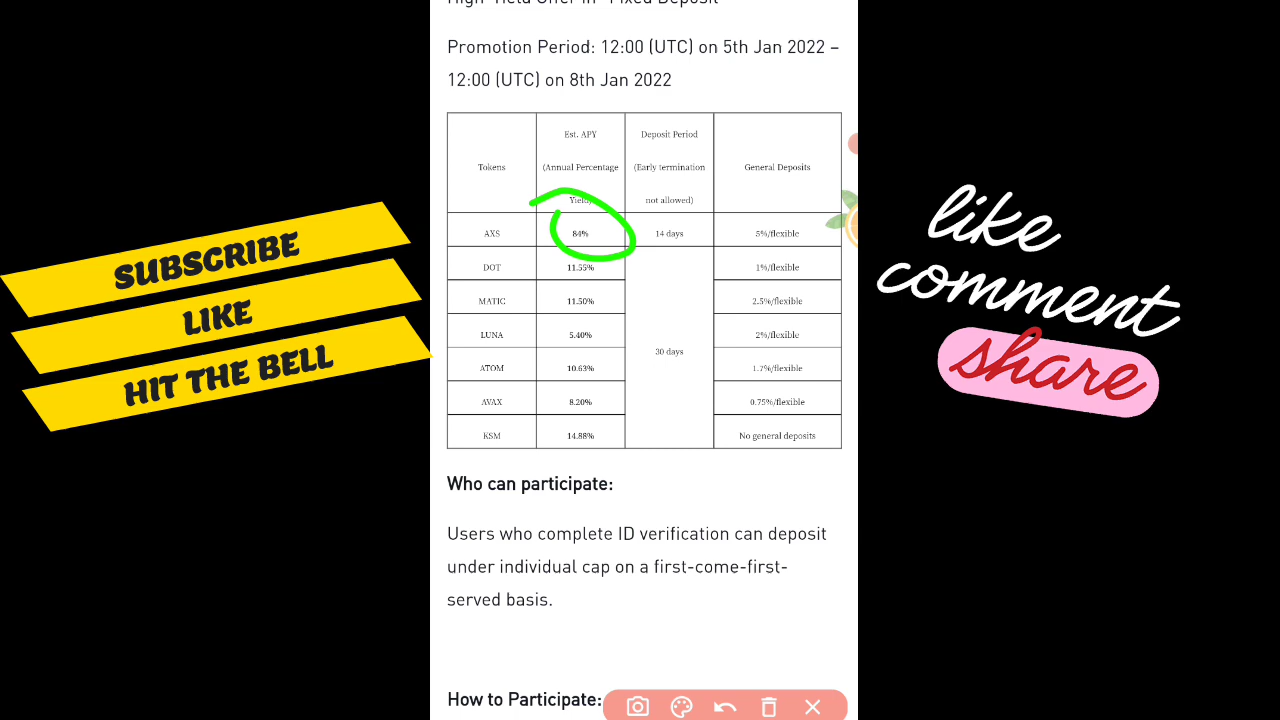 SUBSCRIBE
LIKE
HIT THE BELL
Promotion Period: 12:00 (UTC) on 5th Jan 2022 –
12:00 (UTC) on 8th Jan 2022
Tokens
Est. APY
(Annual Percentage
Yield)
Deposit Period
(Early termination
not allowed)
General Deposits
AXS 84% 14 days 5%/flexible
DOT 11.55% 1%/flexible
MATIC 11.50% 2.5%/flexible
LUNA 5.40% 2%/flexible
30 days
ATOM 10.63% 1.7%/flexible
AVAX 8.20% 0.75%/flexible
KSM 14.88% No general deposits
Who can participate:
Users who complete ID verification can deposit
under individual cap on a first-come-first-
served basis.
How to Participate:
like
comment
share